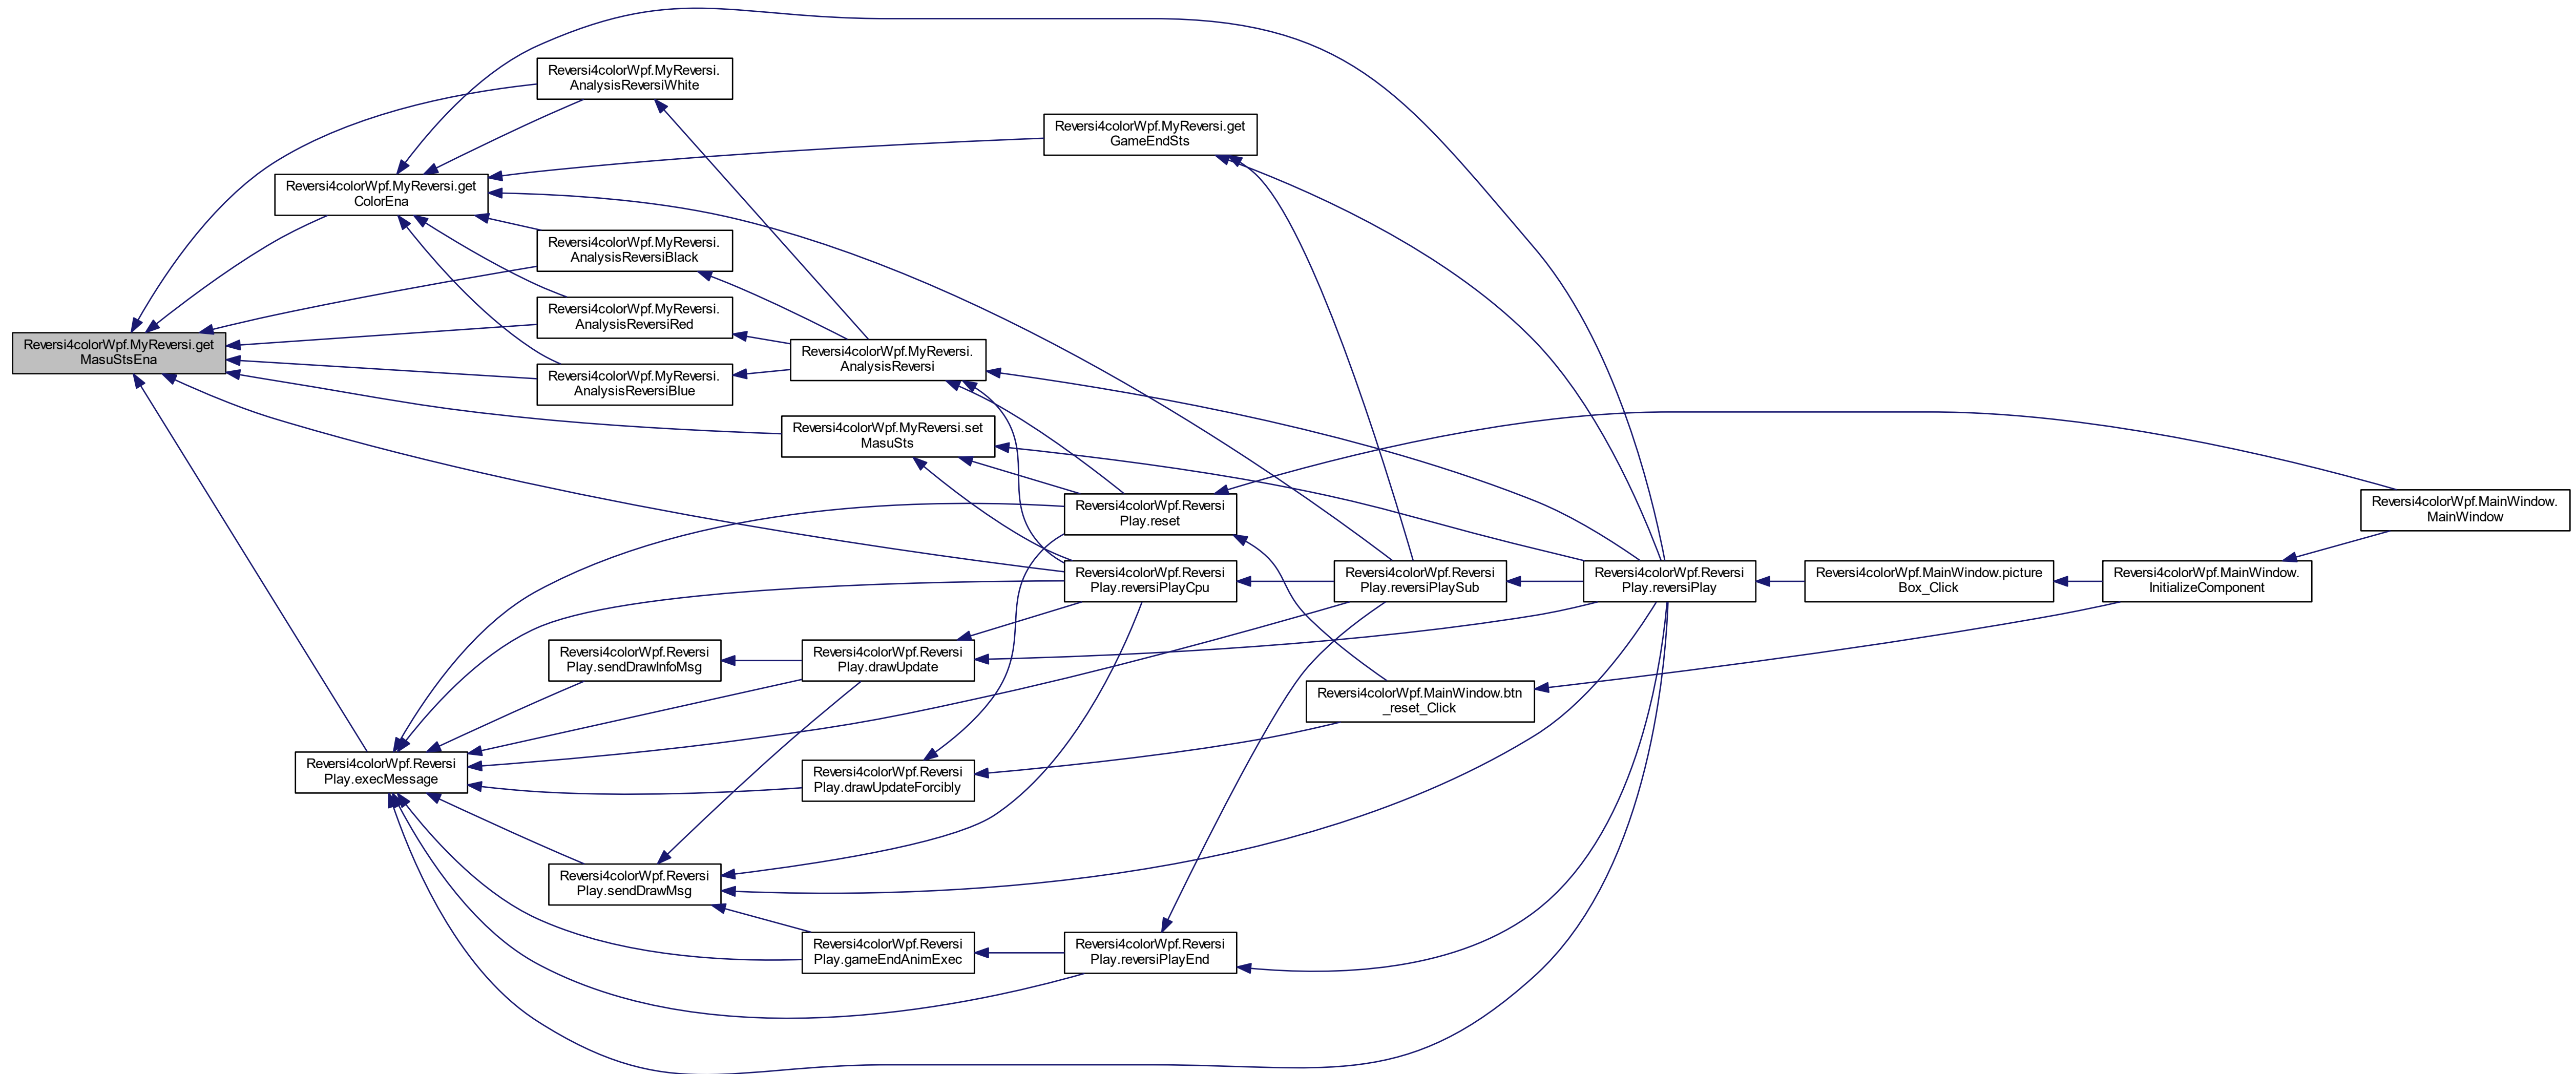 Reversi4colorWpf.MyReversi.
AnalysisReversiWhite
Reversi4colorWpf.MyReversi.get
GameEndSts
Reversi4colorWpf.MyReversi.get
ColorEna
Reversi4colorWpf.MyReversi.
AnalysisReversiBlack
Reversi4colorWpf.MyReversi.
AnalysisReversiRed
Reversi4colorWpf.MyReversi.get
MasuStsEna
Reversi4colorWpf.MyReversi.
AnalysisReversi
Reversi4colorWpf.MyReversi.
AnalysisReversiBlue
Reversi4colorWpf.MyReversi.set
MasuSts
Reversi4colorWpf.Reversi
Play.reset
Reversi4colorWpf.MainWindow.
MainWindow
Reversi4colorWpf.Reversi
Play.reversiPlayCpu
Reversi4colorWpf.Reversi
Play.reversiPlaySub
Reversi4colorWpf.Reversi
Play.reversiPlay
Reversi4colorWpf.MainWindow.picture
Box_Click
Reversi4colorWpf.MainWindow.
InitializeComponent
Reversi4colorWpf.Reversi
Play.sendDrawInfoMsg
Reversi4colorWpf.Reversi
Play.drawUpdate
Reversi4colorWpf.MainWindow.btn
_reset_Click
Reversi4colorWpf.Reversi
Play.execMessage
Reversi4colorWpf.Reversi
Play.drawUpdateForcibly
Reversi4colorWpf.Reversi
Play.sendDrawMsg
Reversi4colorWpf.Reversi
Play.gameEndAnimExec
Reversi4colorWpf.Reversi
Play.reversiPlayEnd